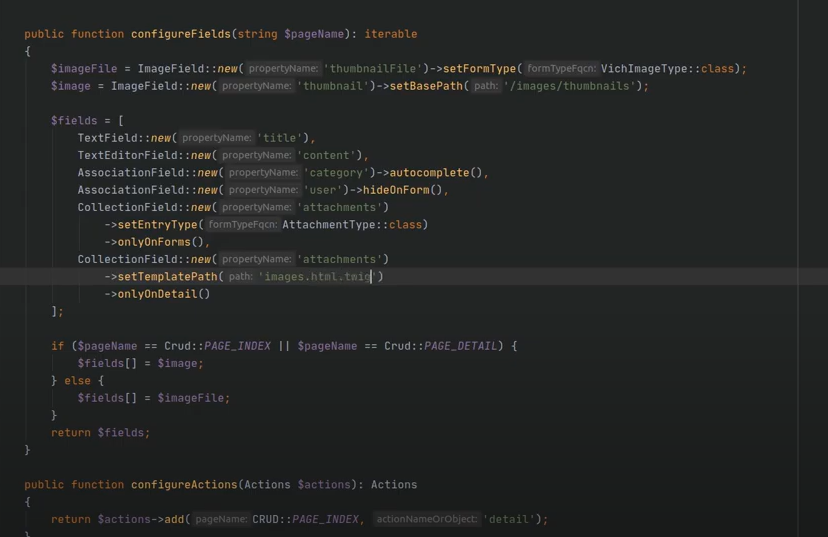 public function configureFields(string $pageName): iterable
{
$imageFile = ImageField::new( propertyName: 'thumbnailFile')->setFormType( formTypeFqcn: VichImageType::class);
$image = ImageField::new( propertyName: 'thumbnail')->setBasePath( path: '/images/thumbnails');
$fields = [
TextField::new( propertyName: 'title'),
TextEditorField::new( propertyName: 'content'),
AssociationField::new( propertyName: 'category')->autocomplete(),
AssociationField::new( propertyName: 'user')->hideOnForm(),
CollectionField::new( propertyName: 'attachments')
->setEntryType( formTypeFqcn: AttachmentType::class)
->onlyOnForms(),
CollectionField::new( propertyName: 'attachments')
->setTemplatePath( path: 'images.html.twig')
->onlyOnDetail()
];
if ($pageName == Crud::PAGE_INDEX || $pageName == Crud::PAGE_DETAIL) {
$fields[] = $image;
} else {
$fields[] = $imageFile;
}
return $fields;
}
public function configureActions(Actions $actions): Actions
{
return $actions->add( pageName: CRUD::PAGE_INDEX, actionNameOrObject: 'detail');
}